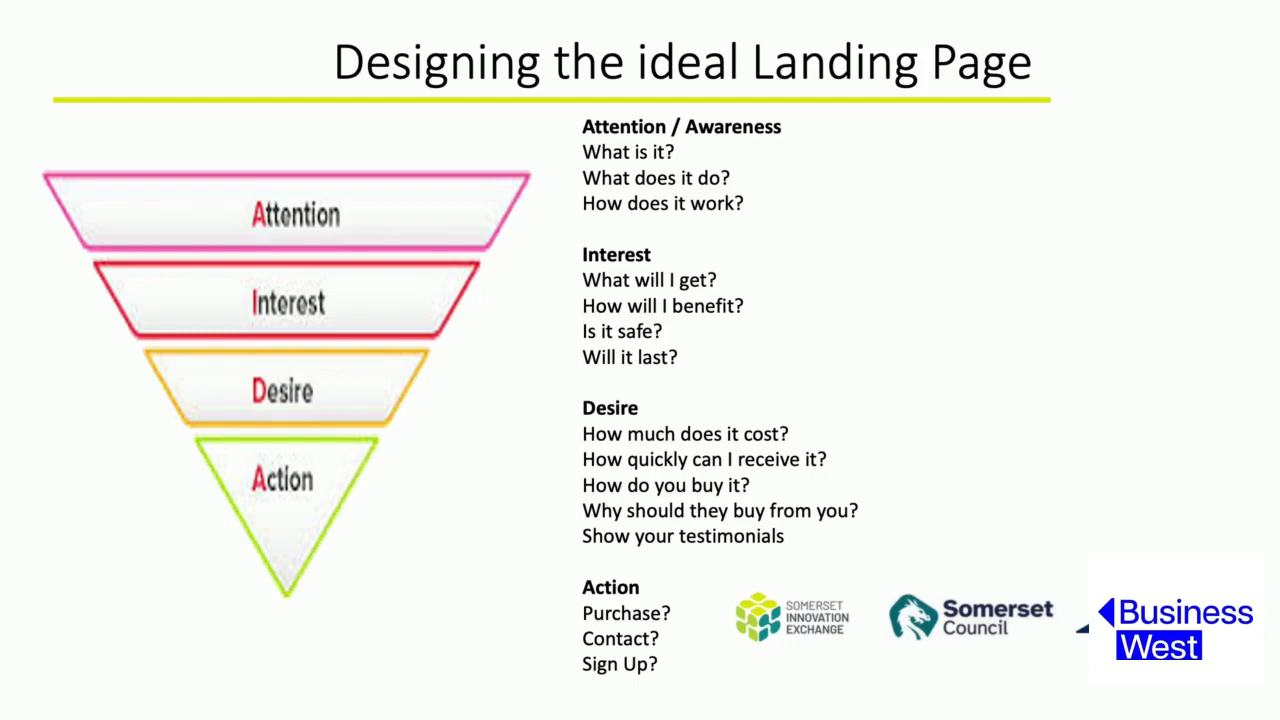 Designing the ideal Landing Page
Attention
Interest
Desire
Action
Attention / Awareness
What is it?
What does it do?
How does it work?
Interest
What will I get?
How will I benefit?
Is it safe?
Will it last?
Desire
How much does it cost?
How quickly can I receive it?
How do you buy it?
Why should they buy from you?
Show your testimonials
Action
Purchase?
Contact?
Sign Up?
SOMERSET
INNOVATION
EXCHANGE
Somerset
Council
Business
West